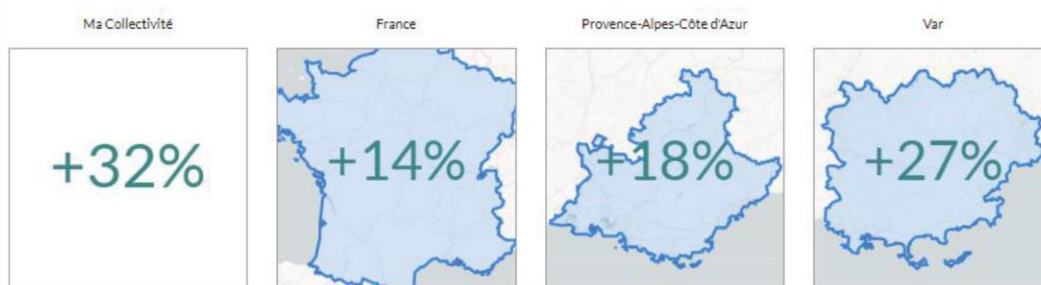 Ma Collectivité
France
Provence-Alpes-Côte d'Azur
Var
+32%
+14%
+18%
+27%